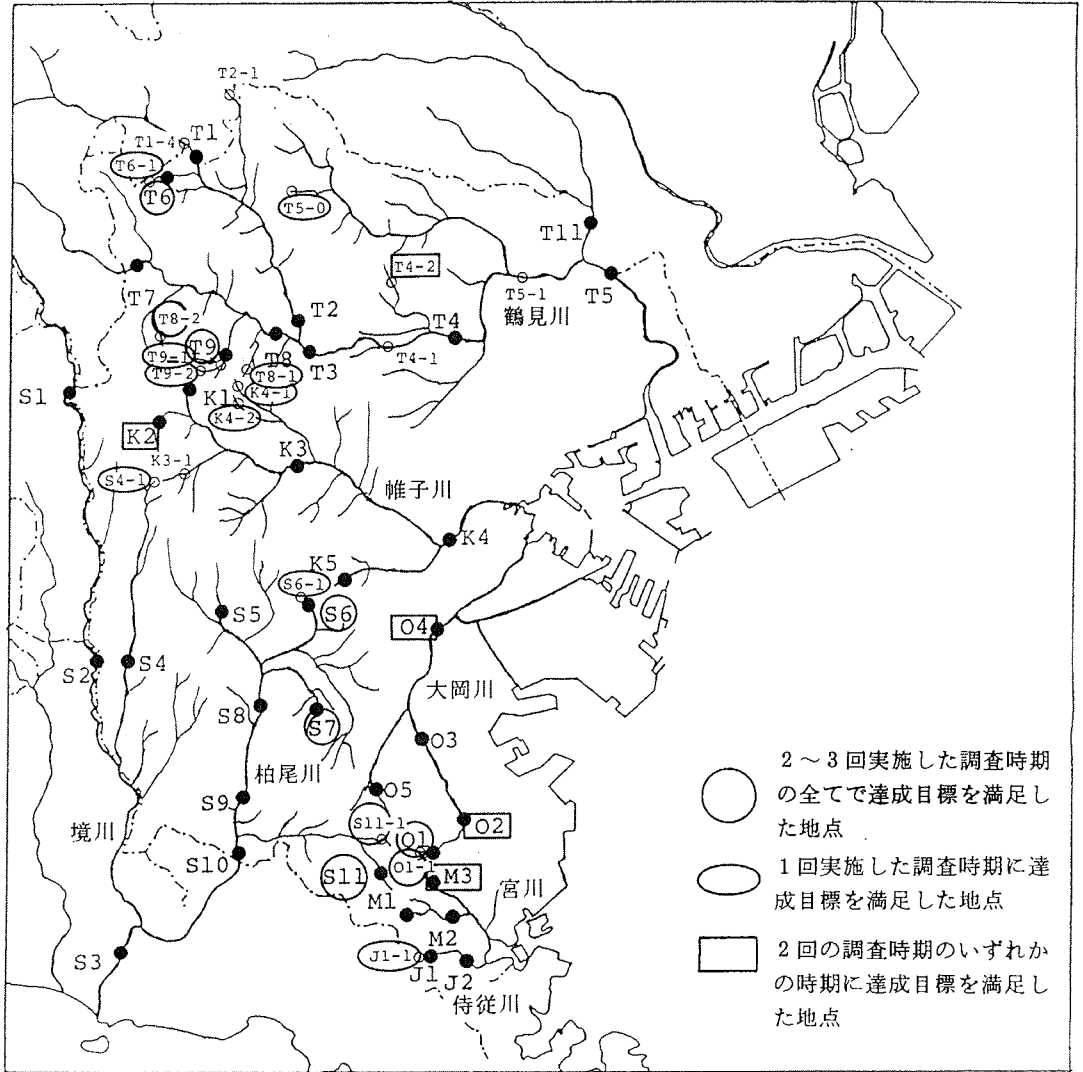 T2-1
T1-4
T1
T6-1
T6
T5-0
T11
T4-2
T5-1
T5
鶴見川
T7
T8-2
T2
T4
T9
T9-1
T8
T3
T4-1
T9-2
T8-1
S1
K1
K4-1
K4-2
K2
K3-1
K3
S4-1
帷子川
K4
K5
S6-1
S5
S6
O4
S2
S4
大岡川
S8
S7
O3
柏尾川
O5
S9
境川
S11-1
O1
O2
S10
O1-1
S11
M3
宮川
M1
M2
S3
J1-1
J1
J2
侍従川
2～3回実施した調査時期
の全てで達成目標を満足し
た地点
1回実施した調査時期に達
成目標を満足した地点
2回の調査時期のいずれか
の時期に達成目標を満足し
た地点